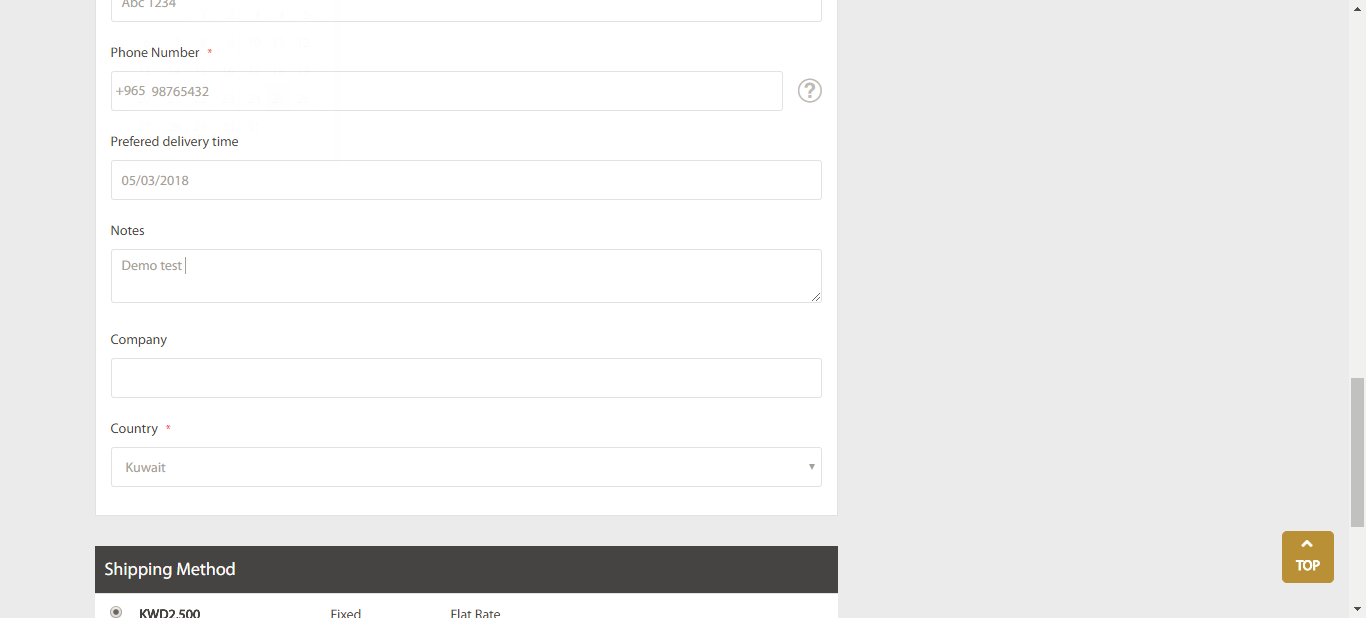 Abc 1234
Phone Number *
+965 98765432
?
Prefered delivery time
05/03/2018
Notes
Demo test
Company
Country *
Kuwait
TOP
Shipping Method
KWD2.500 Fixed Flat Rate